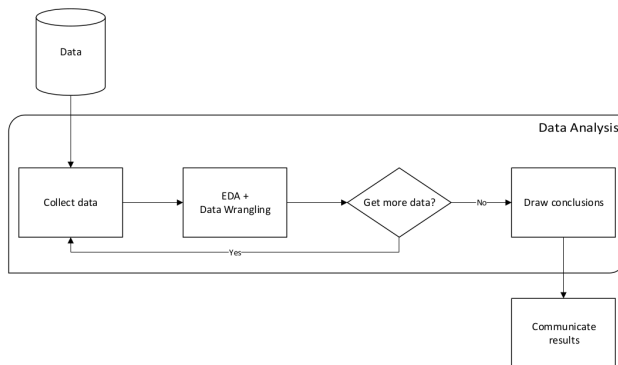 Data
Data Analysis
Collect data
EDA +
Data Wrangling
Get more data?
No
Draw conclusions
Yes
Communicate
results